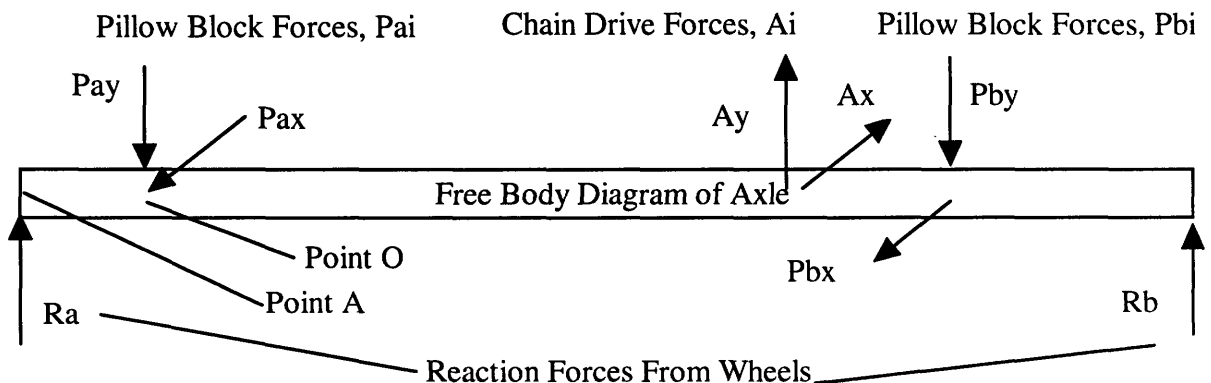 Pillow Block Forces, Pai
Chain Drive Forces, Ai
Pillow Block Forces, Pbi
Pay
Pax
Ay
Ax
Pby
Free Body Diagram of Axle
Point O
Pbx
Point A
Ra
Rb
Reaction Forces From Wheels